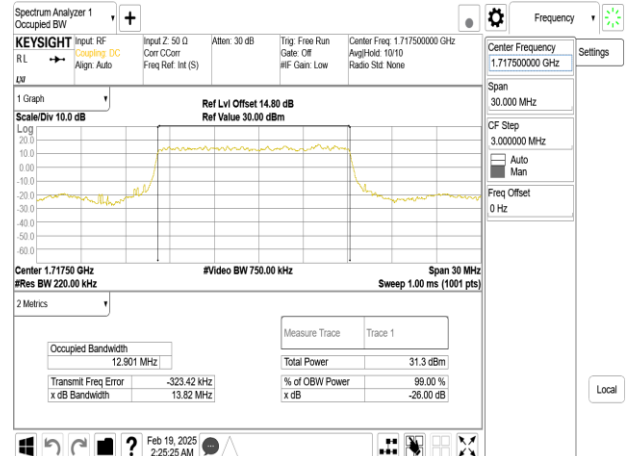 Spectrum Analyzer 1
Occupied BW
Frequency
KEYSIGHT
RL
LXI
Input: RF
Coupling: DC
Align: Auto
Input Z: 50 Ω
Corr CCorr
Freq Ref: Int (S)
Atten: 30 dB
Trig: Free Run
Gate: Off
#IF Gain: Low
Center Freq: 1.717500000 GHz
Avg|Hold: 10/10
Radio Std: None
Center Frequency
1.717500000 GHz
Settings
Span
30.000 MHz
CF Step
3.000000 MHz
Auto
Man
Freq Offset
0 Hz
Local
1 Graph
Scale/Div 10.0 dB
Ref Lvl Offset 14.80 dB
Ref Value 30.00 dBm
Log
20.0
10.0
0.00
-10.0
-20.0
-30.0
-40.0
-50.0
-60.0
Center 1.71750 GHz
#Res BW 220.00 kHz
#Video BW 750.00 kHz
Span 30 MHz
Sweep 1.00 ms (1001 pts)
2 Metrics
Measure Trace Trace 1
Occupied Bandwidth
12.901 MHz
Total Power 31.3 dBm
Transmit Freq Error -323.42 kHz
% of OBW Power 99.00 %
x dB Bandwidth 13.82 MHz
x dB -26.00 dB
Feb 19, 2025
2:25:25 AM